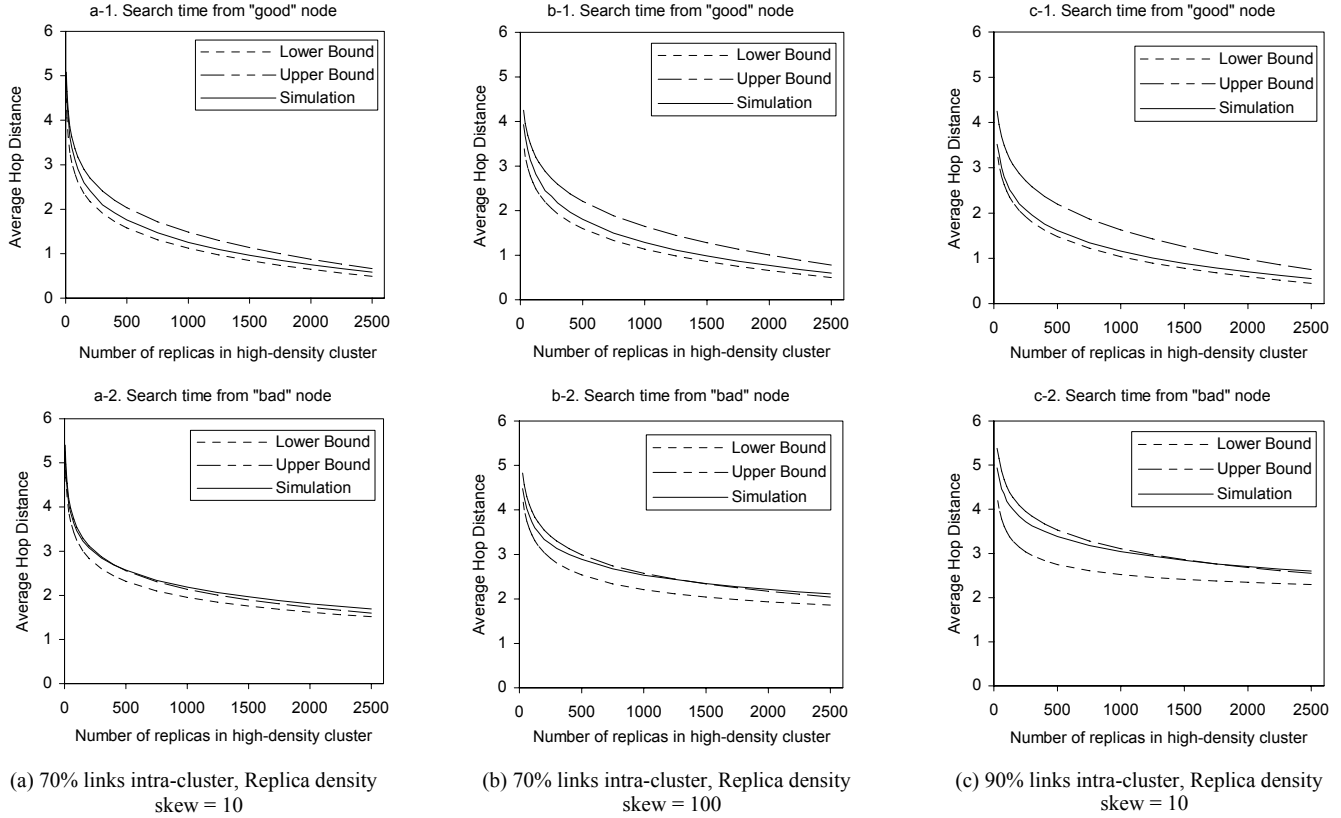 a-1. Search time from "good" node
6
5
4
3
2
1
0
Average Hop Distance
Lower Bound
Upper Bound
Simulation
0 500 1000 1500 2000 2500
Number of replicas in high-density cluster
b-1. Search time from "good" node
6
5
4
3
2
1
0
Average Hop Distance
Lower Bound
Upper Bound
Simulation
0 500 1000 1500 2000 2500
Number of replicas in high-density cluster
c-1. Search time from "good" node
6
5
4
3
2
1
0
Average Hop Distance
Lower Bound
Upper Bound
Simulation
0 500 1000 1500 2000 2500
Number of replicas in high-density cluster
a-2. Search time from "bad" node
6
5
4
3
2
1
0
Average Hop Distance
Lower Bound
Upper Bound
Simulation
0 500 1000 1500 2000 2500
Number of replicas in high-density cluster
b-2. Search time from "bad" node
6
5
4
3
2
1
0
Average Hop Distance
Lower Bound
Upper Bound
Simulation
0 500 1000 1500 2000 2500
Number of replicas in high-density cluster
c-2. Search time from "bad" node
6
5
4
3
2
1
0
Average Hop Distance
Lower Bound
Upper Bound
Simulation
0 500 1000 1500 2000 2500
Number of replicas in high-density cluster
(a) 70% links intra-cluster, Replica density
skew = 10
(b) 70% links intra-cluster, Replica density
skew = 100
(c) 90% links intra-cluster, Replica density
skew = 10